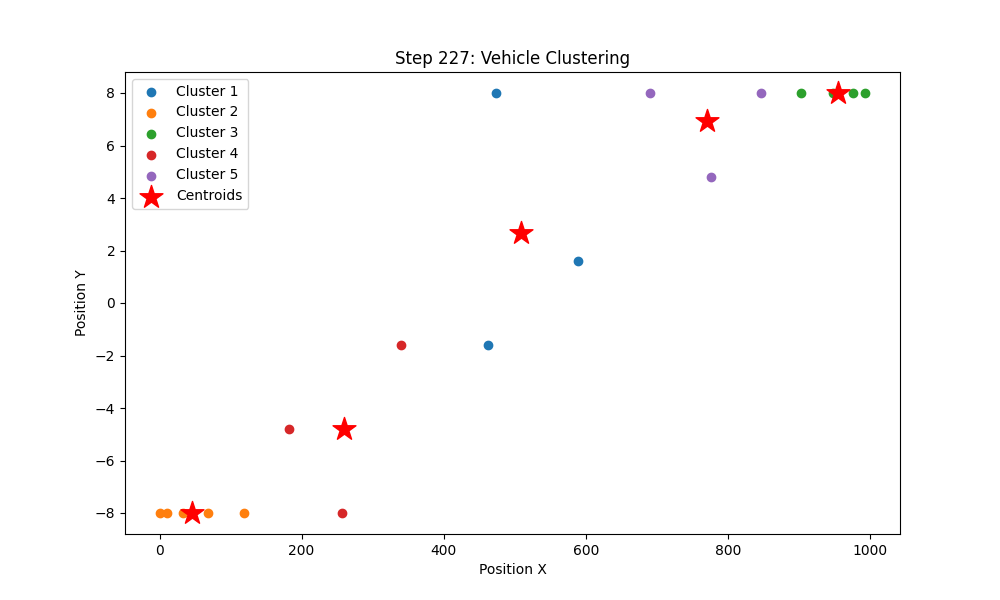 Step 227: Vehicle Clustering
Cluster 1
Cluster 2
Cluster 3
Cluster 4
Cluster 5
Centroids
Position Y
8
6
4
2
0
−2
−4
−6
−8
0 200 400 600 800 1000
Position X